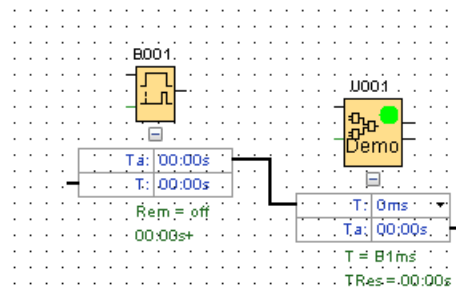 B001
U001
Demo
Ta: 00:00s
T: 00:00s
Rem = off
00:00s+
T: 0ms
Ta: 00:00s
T = B1ms
TRes=00:00s